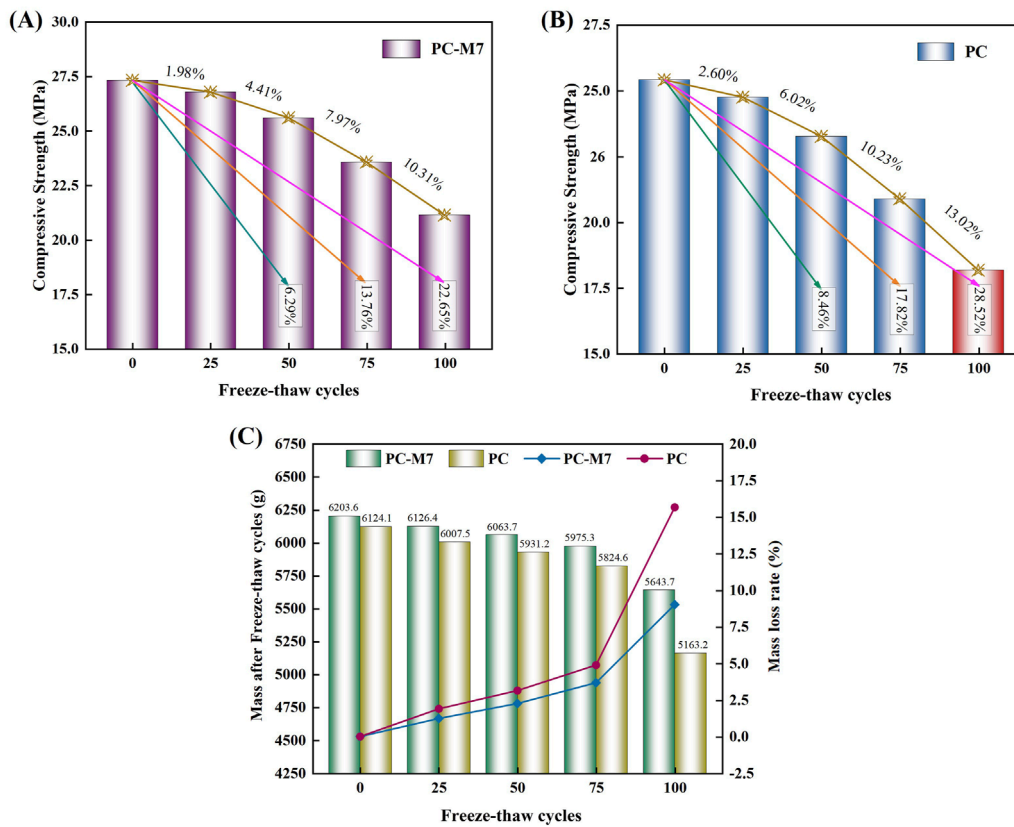 (A)
PC-M7
Compressive Strength (MPa)
30.0
27.5
25.0
22.5
20.0
17.5
15.0
1.98%
4.41%
7.97%
10.31%
6.29%
13.76%
22.65%
0 25 50 75 100
Freeze-thaw cycles
(B)
PC
Compressive Strength (MPa)
27.5
25.0
26
20.0
17.5
15.0
2.60%
6.02%
10.23%
13.02%
8.46%
17.82%
28.52%
0 25 50 75 100
Freeze-thaw cycles
(C)
PC-M7 PC PC-M7 PC
Mass after Freeze-thaw cycles (g)
6750
6500
6250
6000
5750
5500
5250
5000
4750
4500
4250
6203.6 6124.1 6126.4 6007.5 6063.7 5931.2 5975.3 5824.6 5643.7 5163.2
20.0
17.5
15.0
12.5
10.0
7.5
5.0
2.5
0.0
-2.5
Mass loss rate (%)
0 25 50 75 100
Freeze-thaw cycles